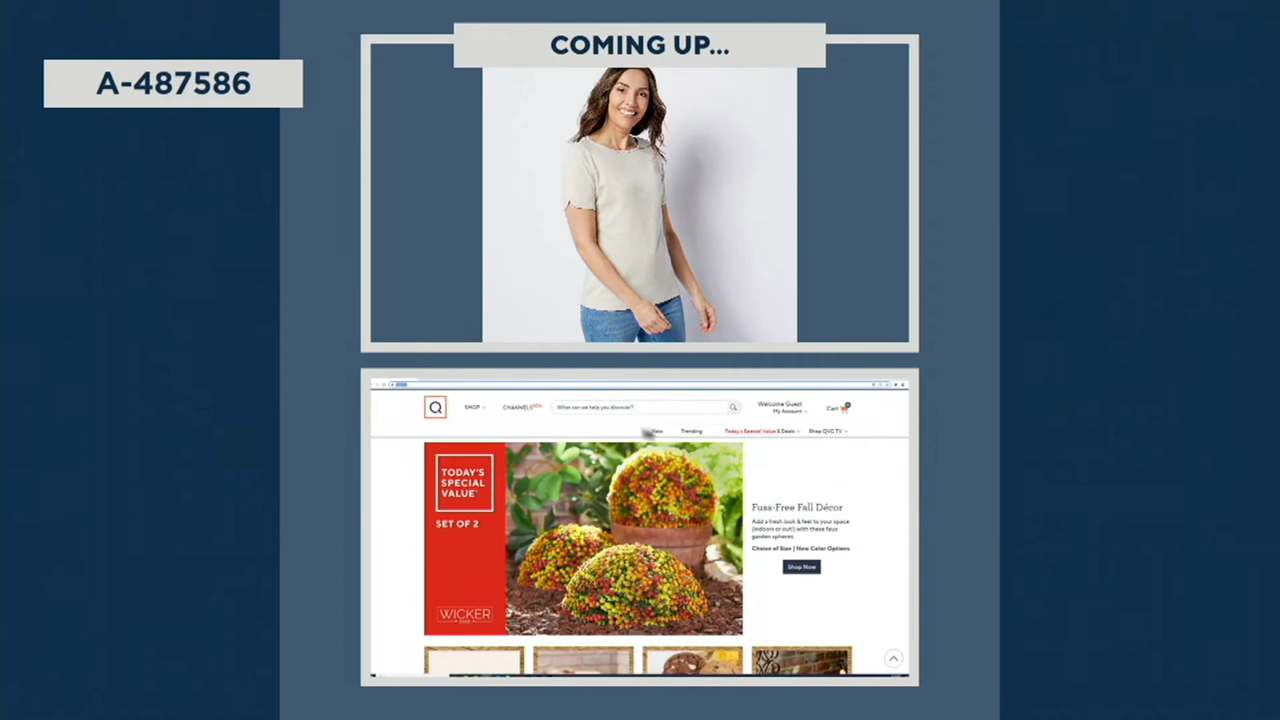 COMING UP...
A-487586
Q
SHOP
CHANNELS
What can we help you discover?
Welcome Guest
My Account
Cart
New
Trending
Today's Special Value & Deals
Shop QVC TV
TODAY'S
SPECIAL
VALUE
SET OF 2
WICKER
PARK
Fuss-Free Fall Décor
Add a fresh look & feel to your space
(indoors or out!) with these faux
garden spheres.
Choice of Size | New Color Options
Shop Now